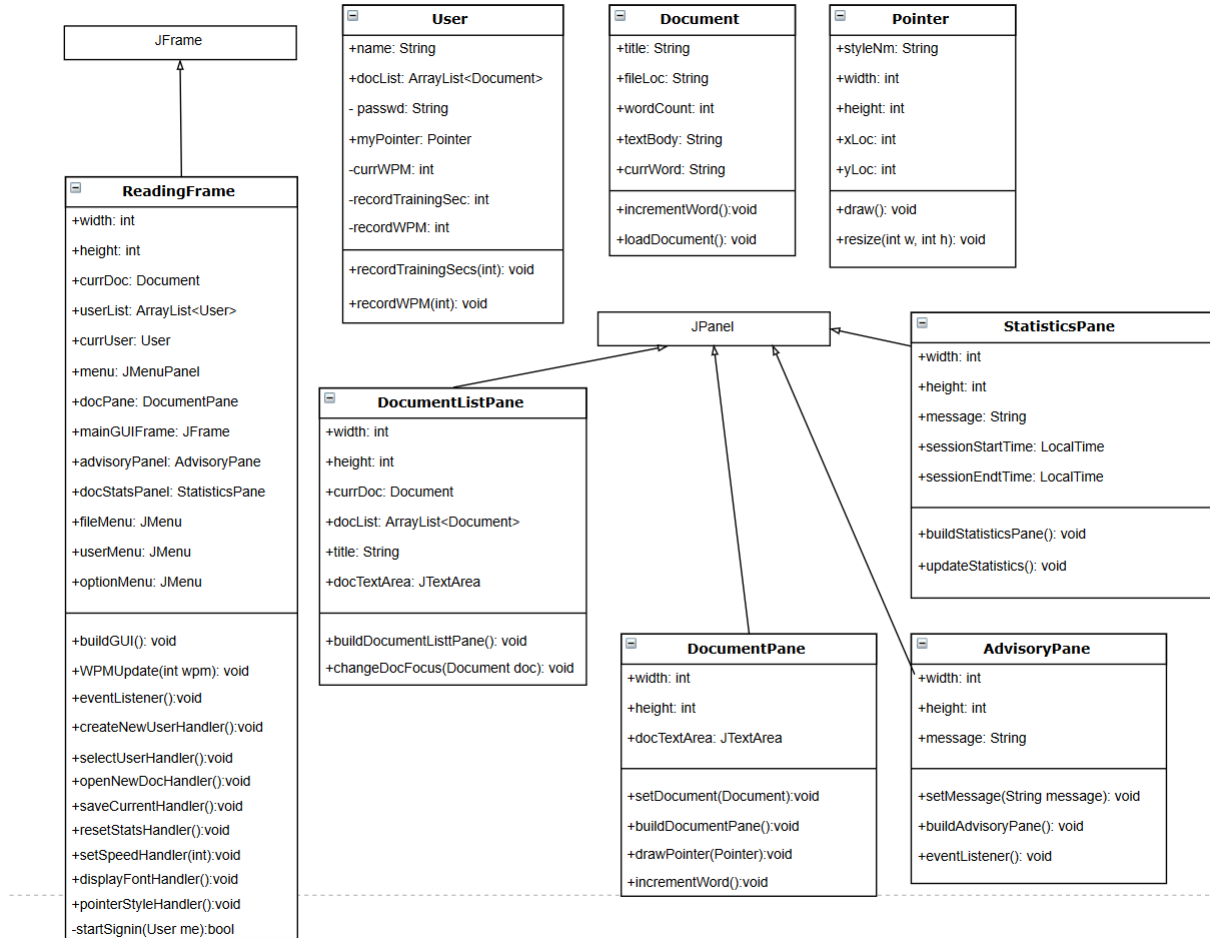 JFrame
ReadingFrame
+width: int
+height: int
+currDoc: Document
+userList: ArrayList<User>
+currUser: User
+menu: JMenuPanel
+docPane: DocumentPane
+mainGUIFrame: JFrame
+advisoryPanel: AdvisoryPane
+docStatsPanel: StatisticsPane
+fileMenu: JMenu
+userMenu: JMenu
+optionMenu: JMenu
+buildGUI(): void
+WPMUpdate(int wpm): void
+eventListener():void
+createNewUserHandler():void
+selectUserHandler():void
+openNewDocHandler():void
+saveCurrentHandler():void
+resetStatsHandler():void
+setSpeedHandler(int):void
+displayFontHandler():void
+pointerStyleHandler():void
-startSignin(User me):bool
User
+name: String
+docList: ArrayList<Document>
- passwd: String
+myPointer: Pointer
-currWPM: int
-recordTrainingSec: int
-recordWPM: int
+recordTrainingSecs(int): void
+recordWPM(int): void
Document
+title: String
+fileLoc: String
+wordCount: int
+textBody: String
+currWord: String
+incrementWord():void
+loadDocument(): void
Pointer
+styleNm: String
+width: int
+height: int
+xLoc: int
+yLoc: int
+draw(): void
+resize(int w, int h): void
JPanel
DocumentListPane
+width: int
+height: int
+currDoc: Document
+docList: ArrayList<Document>
+title: String
+docTextArea: JTextArea
+buildDocumentListtPane(): void
+changeDocFocus(Document doc): void
StatisticsPane
+width: int
+height: int
+message: String
+sessionStartTime: LocalTime
+sessionEndtTime: LocalTime
+buildStatisticsPane(): void
+updateStatistics(): void
DocumentPane
+width: int
+height: int
+docTextArea: JTextArea
+setDocument(Document):void
+buildDocumentPane():void
+drawPointer(Pointer):void
+incrementWord():void
AdvisoryPane
+width: int
+height: int
+message: String
+setMessage(String message): void
+buildAdvisoryPane(): void
+eventListener(): void